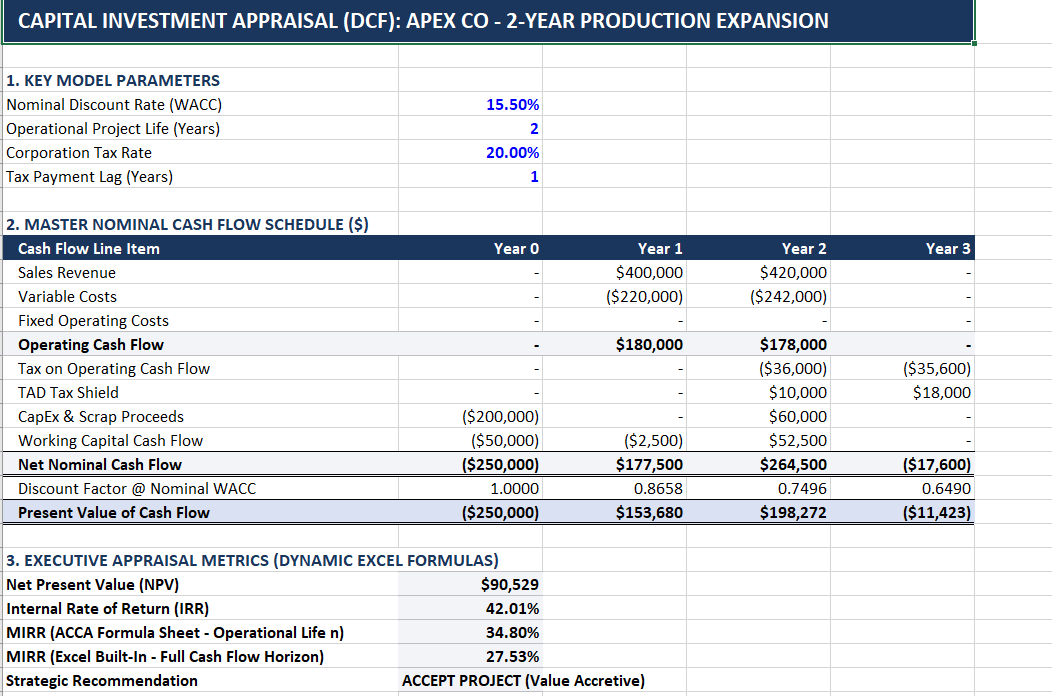 CAPITAL INVESTMENT APPRAISAL (DCF): APEX CO - 2-YEAR PRODUCTION EXPANSION
1. KEY MODEL PARAMETERS
Nominal Discount Rate (WACC) 15.50%
Operational Project Life (Years) 2
Corporation Tax Rate 20.00%
Tax Payment Lag (Years) 1
2. MASTER NOMINAL CASH FLOW SCHEDULE ($)
Cash Flow Line Item Year 0 Year 1 Year 2 Year 3
Sales Revenue - $400,000 $420,000 -
Variable Costs - ($220,000) ($242,000) -
Fixed Operating Costs - - - -
Operating Cash Flow - $180,000 $178,000 -
Tax on Operating Cash Flow - - ($36,000) ($35,600)
TAD Tax Shield - - $10,000 $18,000
CapEx & Scrap Proceeds ($200,000) - $60,000 -
Working Capital Cash Flow ($50,000) ($2,500) $52,500 -
Net Nominal Cash Flow ($250,000) $177,500 $264,500 ($17,600)
Discount Factor @ Nominal WACC 1.0000 0.8658 0.7496 0.6490
Present Value of Cash Flow ($250,000) $153,680 $198,272 ($11,423)
3. EXECUTIVE APPRAISAL METRICS (DYNAMIC EXCEL FORMULAS)
Net Present Value (NPV) $90,529
Internal Rate of Return (IRR) 42.01%
MIRR (ACCA Formula Sheet - Operational Life n) 34.80%
MIRR (Excel Built-In - Full Cash Flow Horizon) 27.53%
Strategic Recommendation ACCEPT PROJECT (Value Accretive)